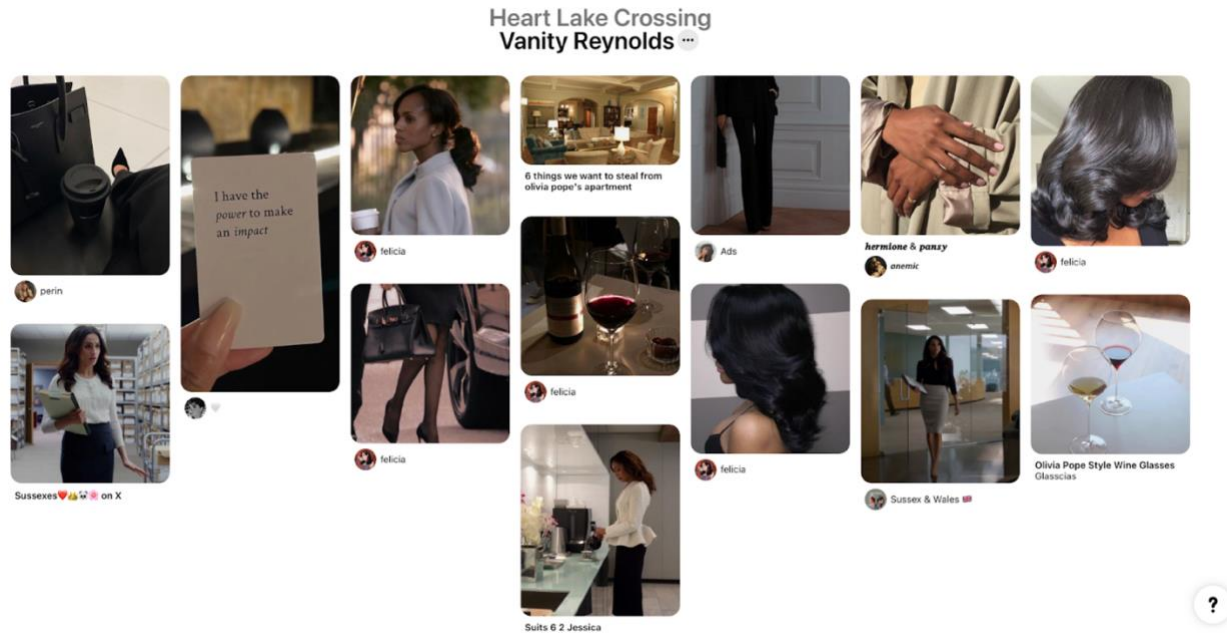 Heart Lake Crossing
Vanity Reynolds
perin
Sussexes❤️ on X
I have the
power to make
an impact
felicia
felicia
6 things we want to steal from
olivia pope's apartment
felicia
Suits 6 2 Jessica
Ads
felicia
hermione & pansy
anemic
Sussex & Wales 🇬🇧
felicia
Olivia Pope Style Wine Glasses
Glasscias
?